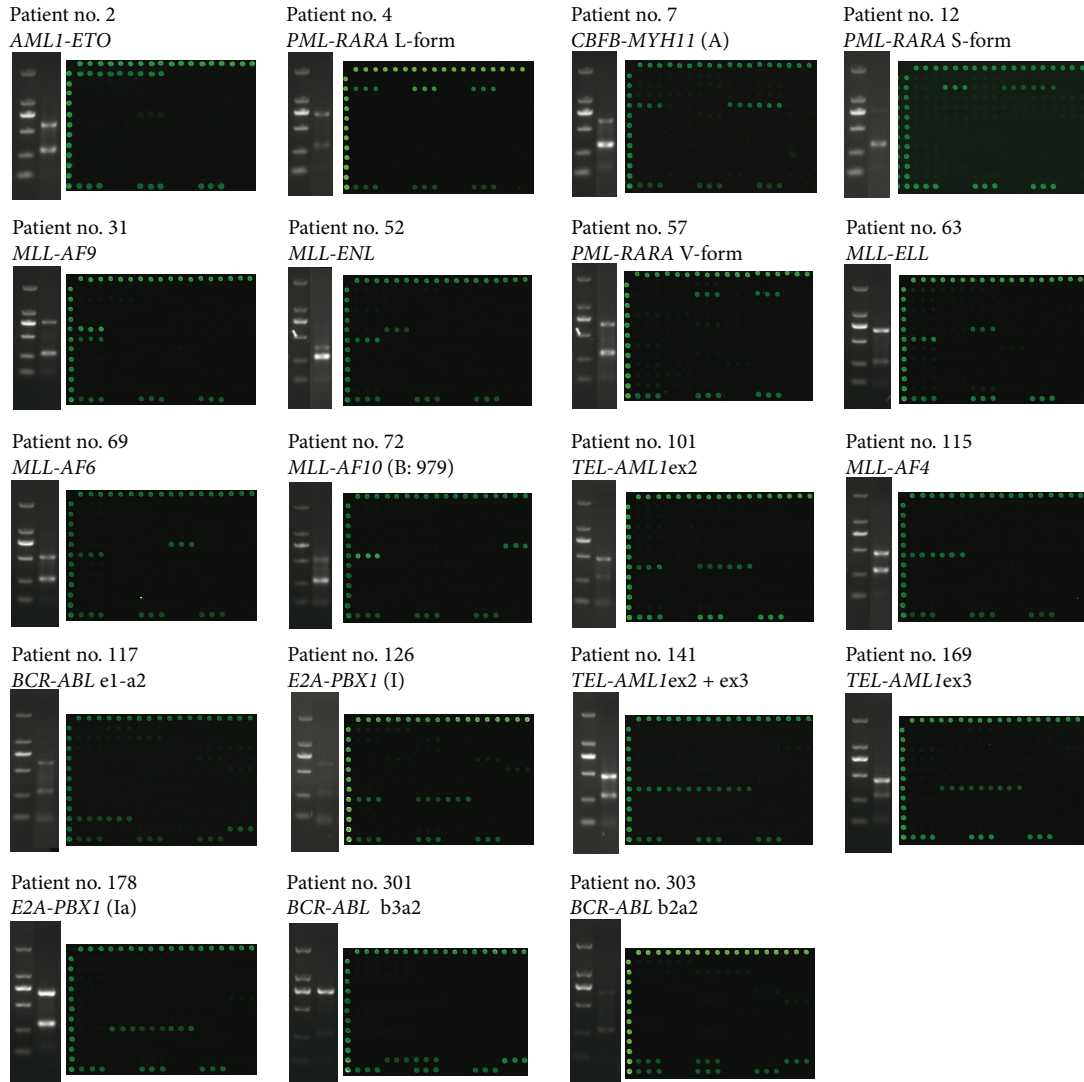 Patient no. 2
AML1-ETO
Patient no. 4
PML-RARA L-form
Patient no. 7
CBFB-MYH11 (A)
Patient no. 12
PML-RARA S-form
Patient no. 31
MLL-AF9
Patient no. 52
MLL-ENL
Patient no. 57
PML-RARA V-form
Patient no. 63
MLL-ELL
Patient no. 69
MLL-AF6
Patient no. 72
MLL-AF10 (B: 979)
Patient no. 101
TEL-AML1ex2
Patient no. 115
MLL-AF4
Patient no. 117
BCR-ABL e1-a2
Patient no. 126
E2A-PBX1 (I)
Patient no. 141
TEL-AML1ex2 + ex3
Patient no. 169
TEL-AML1ex3
Patient no. 178
E2A-PBX1 (Ia)
Patient no. 301
BCR-ABL b3a2
Patient no. 303
BCR-ABL b2a2